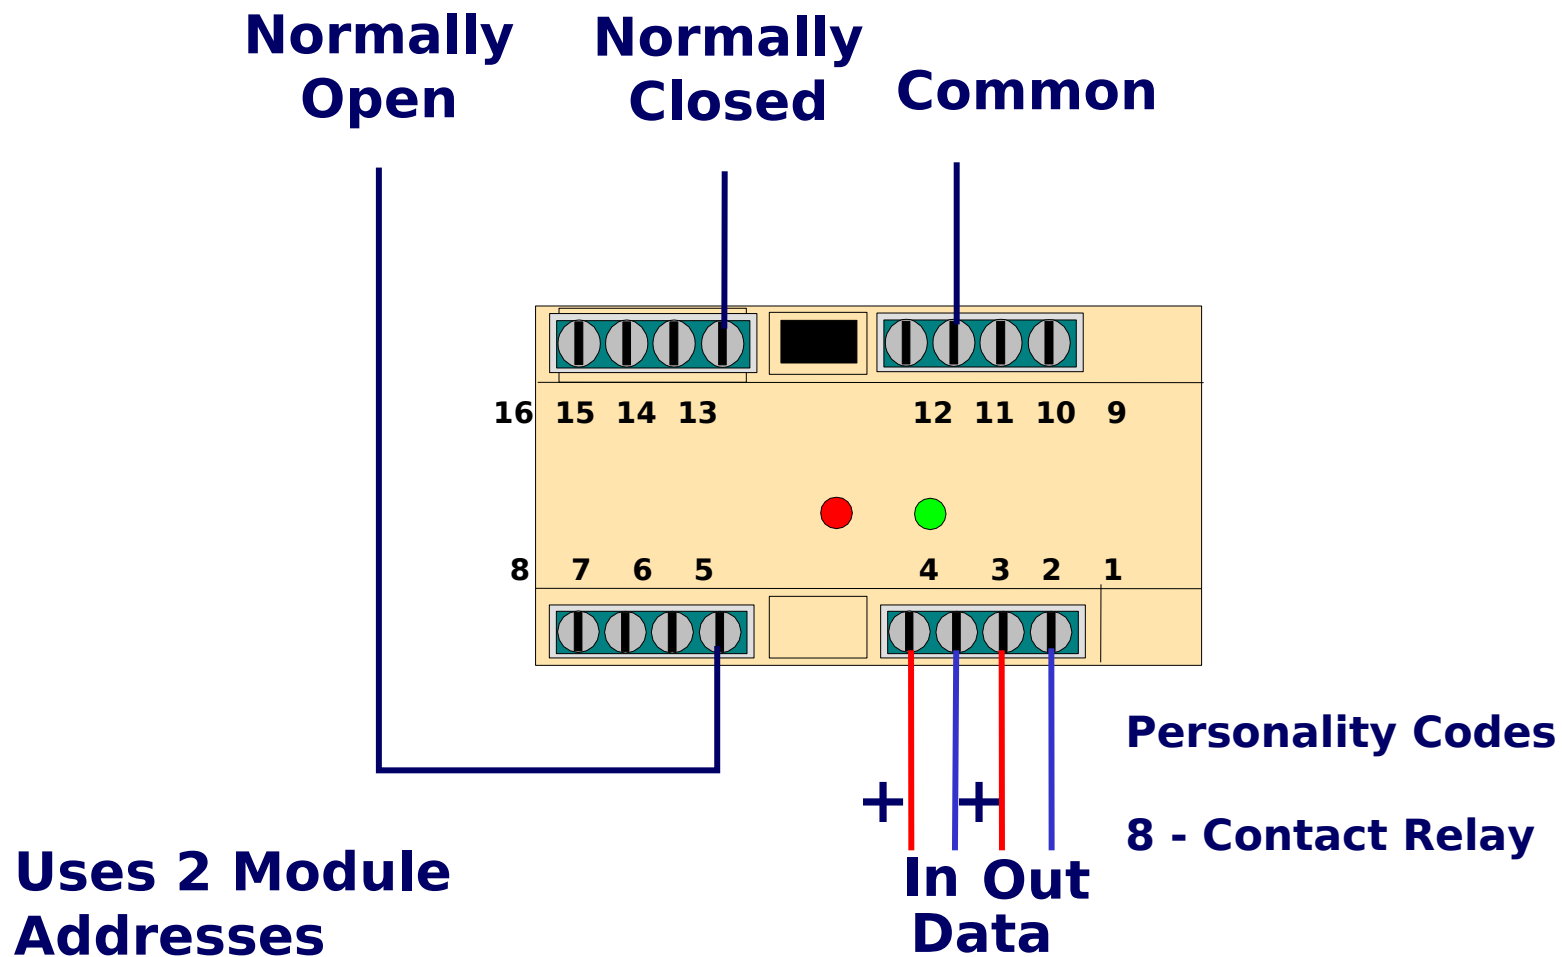 Normally
Open
Normally
Closed
Common
16 15 14 13 12 11 10 9
8 7 6 5 4 3 2 1
+ +
Personality Codes
8 - Contact Relay
In Out
Data
Uses 2 Module
Addresses